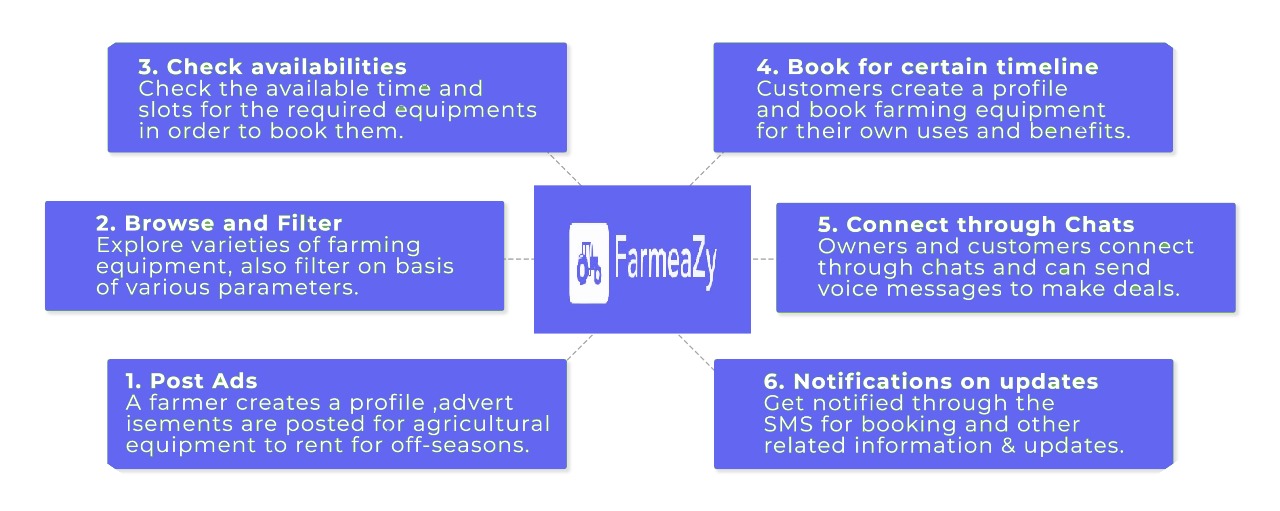 3. Check availabilities
Check the available time and
slots for the required equipments
in order to book them.
4. Book for certain timeline
Customers create a profile
and book farming equipment
for their own uses and benefits.
2. Browse and Filter
Explore varieties of farming
equipment, also filter on basis
of various parameters.
FarmeaZy
5. Connect through Chats
Owners and customers connect
through chats and can send
voice messages to make deals.
1. Post Ads
A farmer creates a profile ,advert
isements are posted for agricultural
equipment to rent for off-seasons.
6. Notifications on updates
Get notified through the
SMS for booking and other
related information & updates.